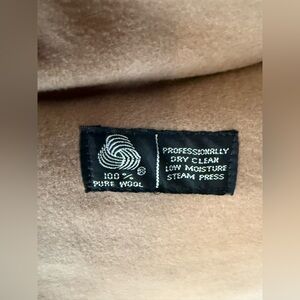 100%
PURE WOOL
PROFESSIONALLY
DRY CLEAN
LOW MOISTURE
STEAM PRESS